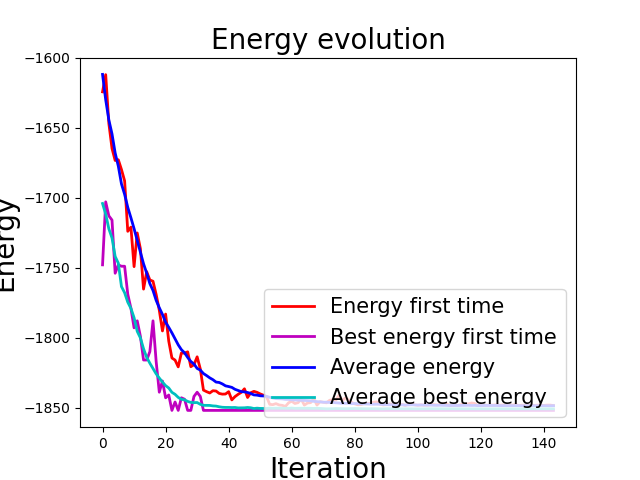 Energy evolution
Energy
−1600
−1650
−1700
−1750
−1800
−1850
Energy first time
Best energy first time
Average energy
Average best energy
0 20 40 60 80 100 120 140
Iteration